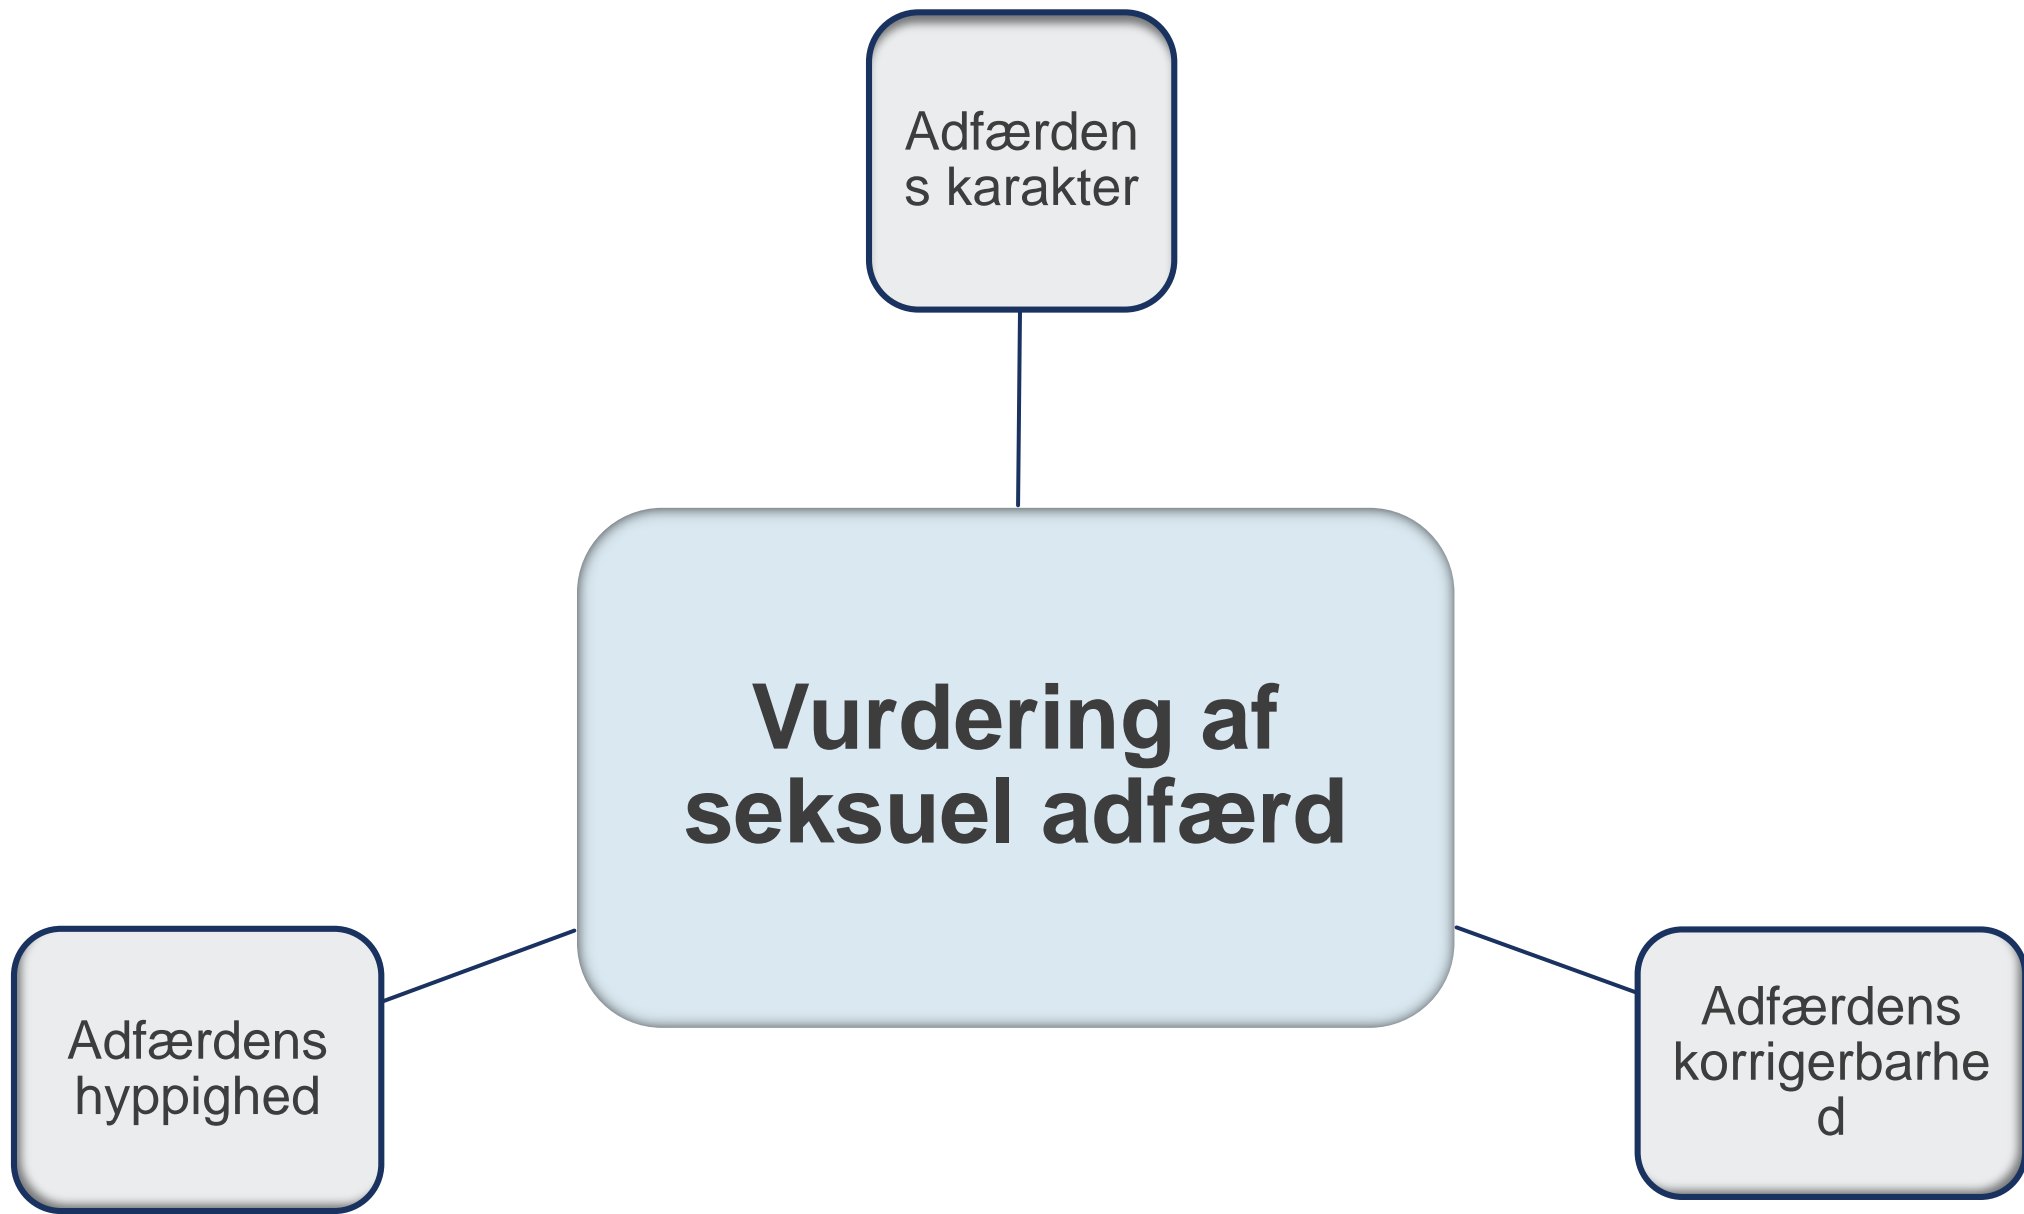 Adfærden
s karakter
Vurdering af
seksuel adfærd
Adfærdens
hyppighed
Adfærdens
korrigerbarhe
d